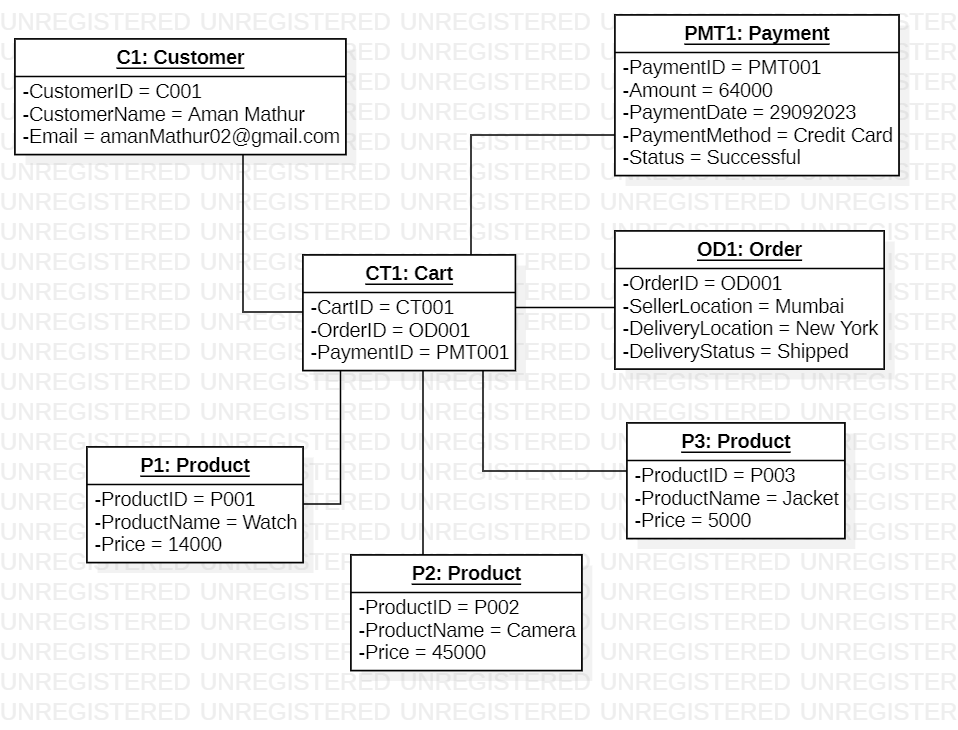 C1: Customer
-CustomerID = C001
-CustomerName = Aman Mathur
-Email = amanMathur02@gmail.com
PMT1: Payment
-PaymentID = PMT001
-Amount = 64000
-PaymentDate = 29092023
-PaymentMethod = Credit Card
-Status = Successful
CT1: Cart
-CartID = CT001
-OrderID = OD001
-PaymentID = PMT001
OD1: Order
-OrderID = OD001
-SellerLocation = Mumbai
-DeliveryLocation = New York
-DeliveryStatus = Shipped
P1: Product
-ProductID = P001
-ProductName = Watch
-Price = 14000
P2: Product
-ProductID = P002
-ProductName = Camera
-Price = 45000
P3: Product
-ProductID = P003
-ProductName = Jacket
-Price = 5000
UNREGISTERED